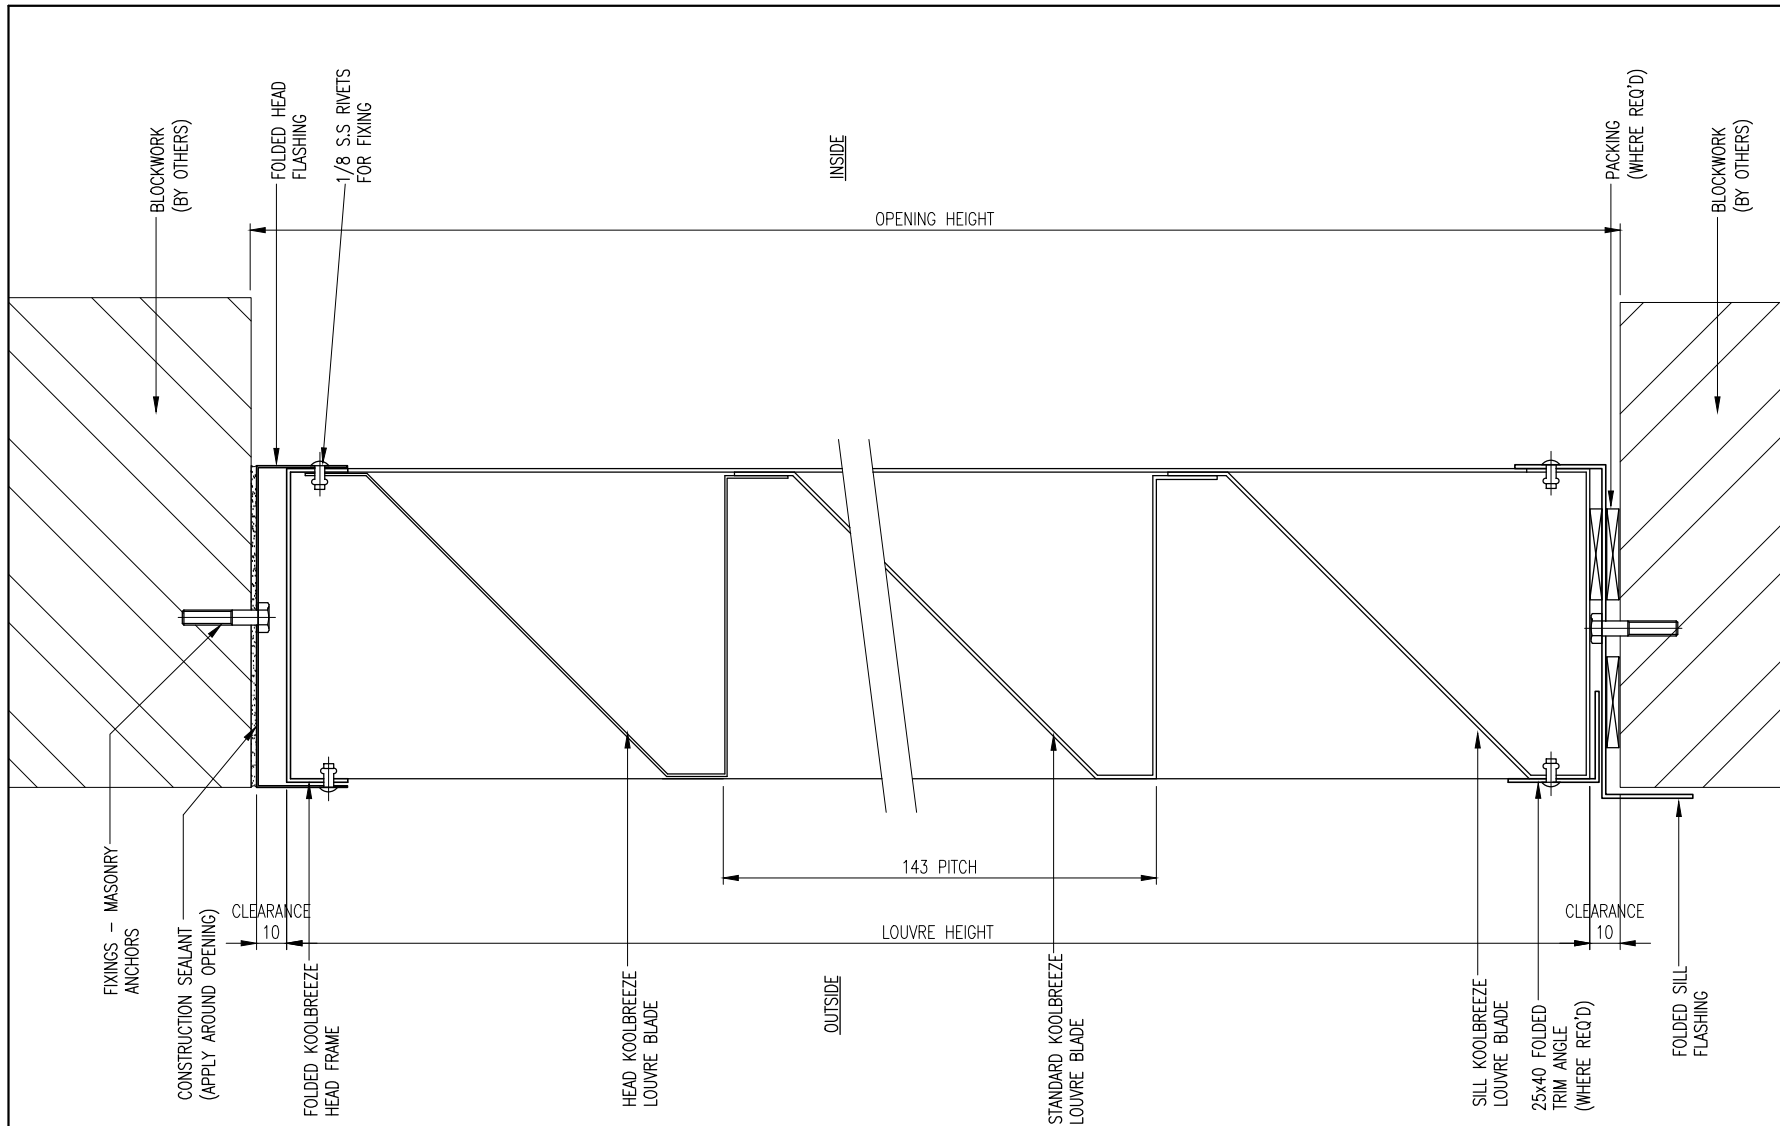 BLOCKWORK
(BY OTHERS)
FOLDED HEAD
FLASHING
1/8 S.S RIVETS
FOR FIXING
INSIDE
PACKING
(WHERE REQ'D)
BLOCKWORK
(BY OTHERS)
OPENING HEIGHT
143 PITCH
CLEARANCE
10
LOUVRE HEIGHT
CLEARANCE
10
FIXINGS - MASONRY
ANCHORS
CONSTRUCTION SEALANT
(APPLY AROUND OPENING)
FOLDED KOOLBREEZE
HEAD FRAME
HEAD KOOLBREEZE
LOUVRE BLADE
OUTSIDE
STANDARD KOOLBREEZE
LOUVRE BLADE
SILL KOOLBREEZE
LOUVRE BLADE
25x40 FOLDED
TRIM ANGLE
(WHERE REQ'D)
FOLDED SILL
FLASHING